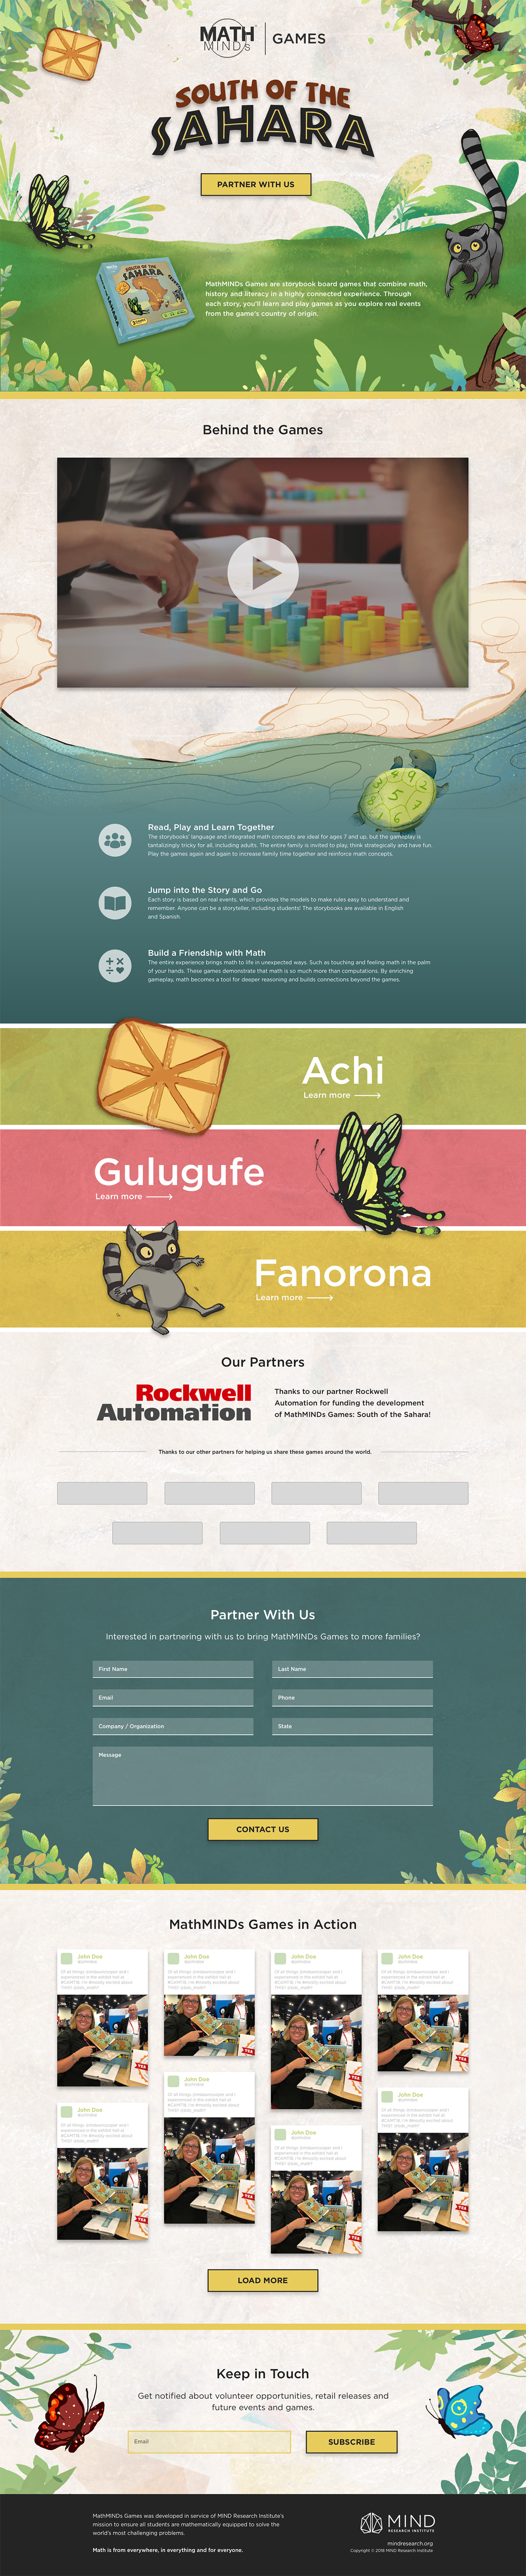 MATH
MINDS
GAMES
SOUTH OF THE
SAHARA
PARTNER WITH US
SOUTH OF THE
SAHARA
MathMINDs Games are storybook board games that combine math,
history and literacy in a highly connected experience. Through
each story, you'll learn and play games as you explore real events
from the game's country of origin.
Behind the Games
Read, Play and Learn Together
The storybooks' language and integrated math concepts are ideal for ages 7 and up, but the gameplay is
tantalizingly tricky for all, including adults. The entire family is invited to play, think strategically and have fun.
Play the games again and again to increase family time together and reinforce math concepts.
Jump into the Story and Go
Each story is based on real events, which provides the models to make rules easy to understand and
remember. Anyone can be a storyteller, including students! The storybooks are available in English
and Spanish.
Build a Friendship with Math
The entire experience brings math to life in unexpected ways. Such as touching and feeling math in the palm
of your hands. These games demonstrate that math is so much more than computations. By enriching
gameplay, math becomes a tool for deeper reasoning and builds connections beyond the games.
Achi
Learn more
Gulugufe
Learn more
Fanorona
Learn more
Our Partners
Rockwell
Automation
Thanks to our partner Rockwell
Automation for funding the development
of MathMINDs Games: South of the Sahara!
Thanks to our other partners for helping us share these games around the world.
Partner With Us
Interested in partnering with us to bring MathMINDs Games to more families?
First Name
Last Name
Email
Phone
Company / Organization
State
Message
CONTACT US
MathMINDs Games in Action
John Doe
John Doe
John Doe
John Doe
John Doe
John Doe
John Doe
John Doe
LOAD MORE
Keep in Touch
Get notified about volunteer opportunities, retail releases and
future events and games.
Email
SUBSCRIBE
MathMINDs Games was developed in service of MIND Research Institute's
mission to ensure all students are mathematically equipped to solve the
world's most challenging problems.
Math is from everywhere, in everything and for everyone.
MIND
RESEARCH INSTITUTE
mindresearch.org
Copyright © 2018 MIND Research Institute